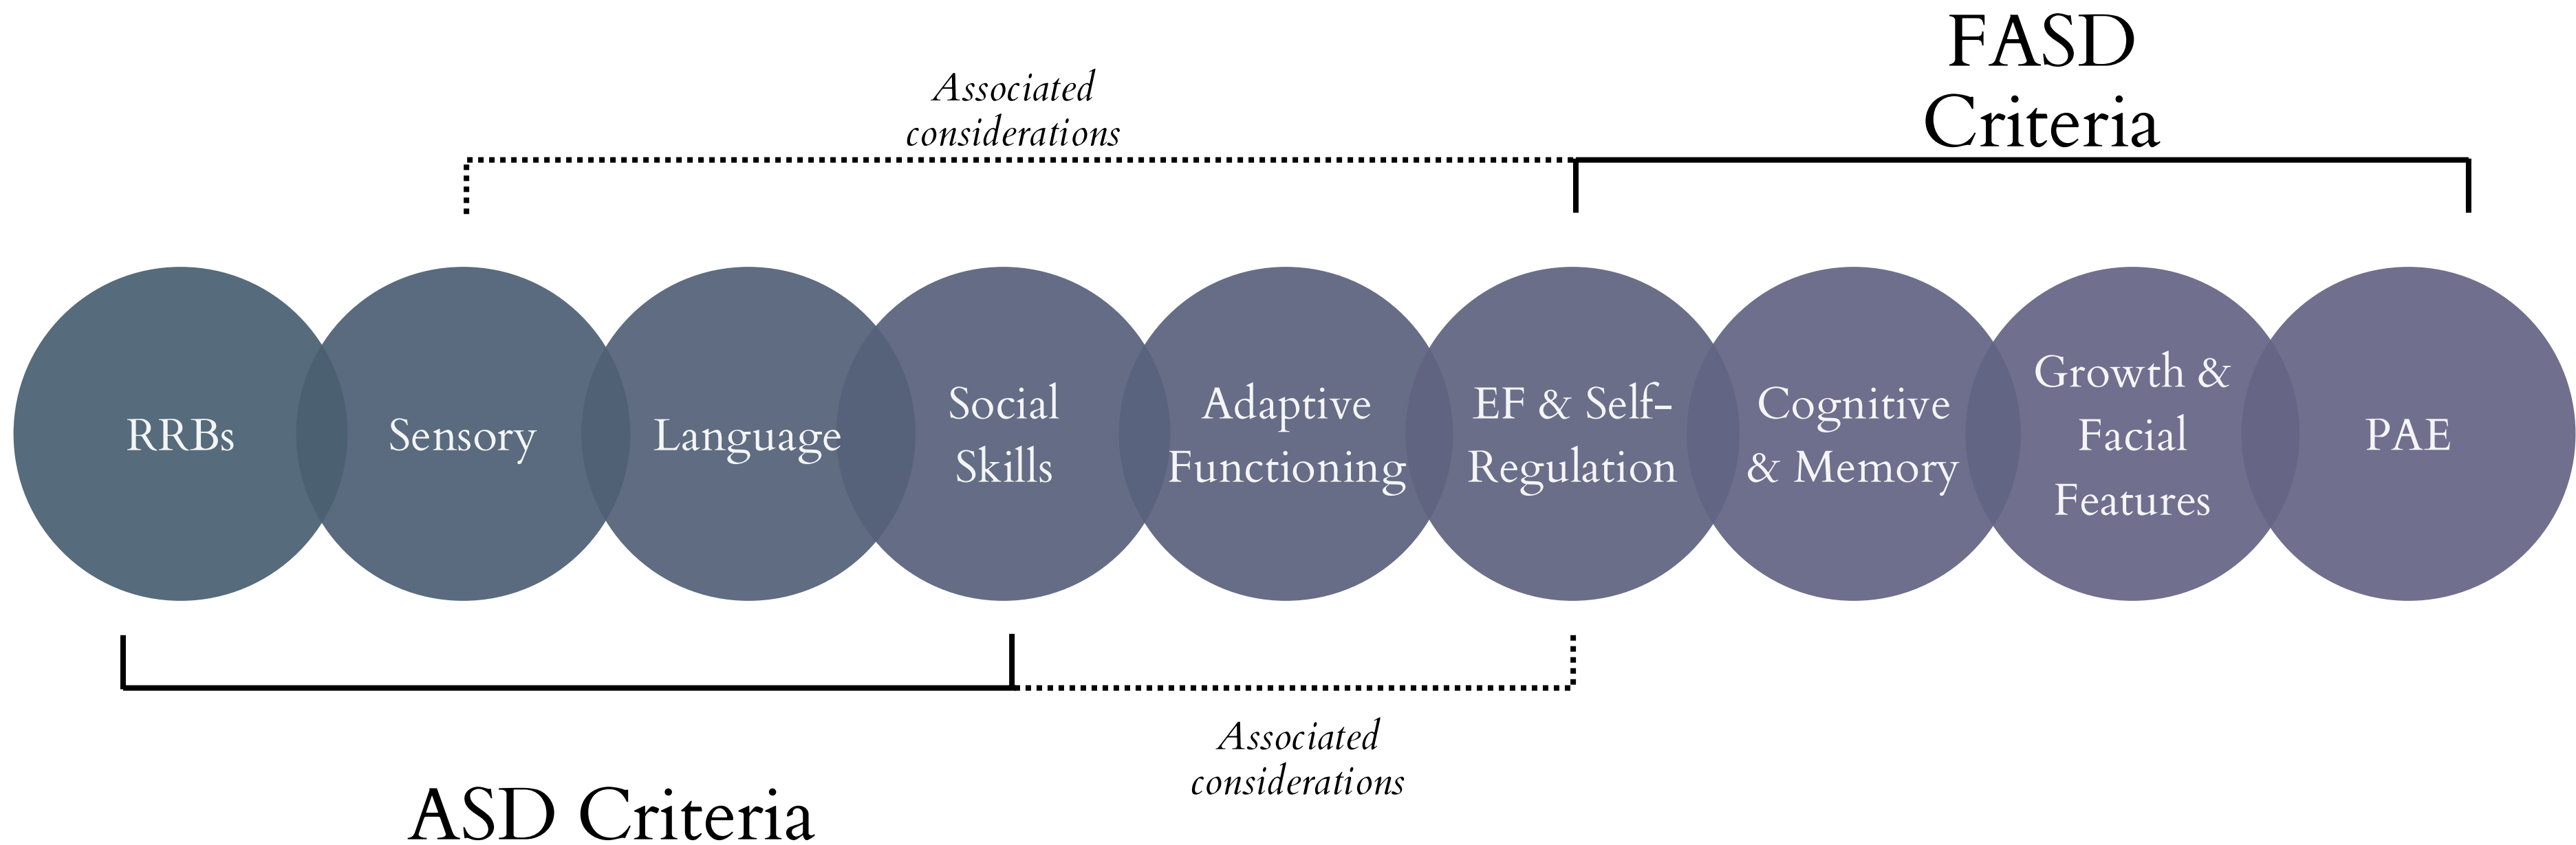 FASD
Criteria
Associated
considerations
RRBs
Sensory
Language
Social
Skills
Adaptive
Functioning
EF & Self-
Regulation
Cognitive
& Memory
Growth &
Facial
Features
PAE
Associated
considerations
ASD Criteria